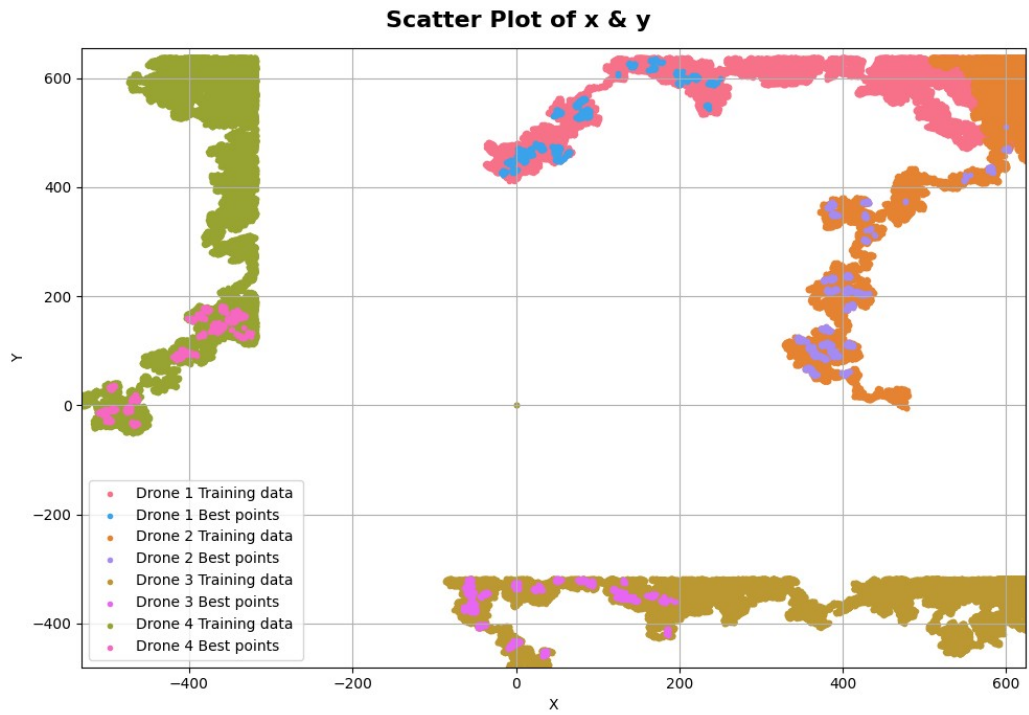 Scatter Plot of x & y
600
400
200
0
−200
−400
Y
Drone 1 Training data
Drone 1 Best points
Drone 2 Training data
Drone 2 Best points
Drone 3 Training data
Drone 3 Best points
Drone 4 Training data
Drone 4 Best points
−400
−200
0
200
400
600
X